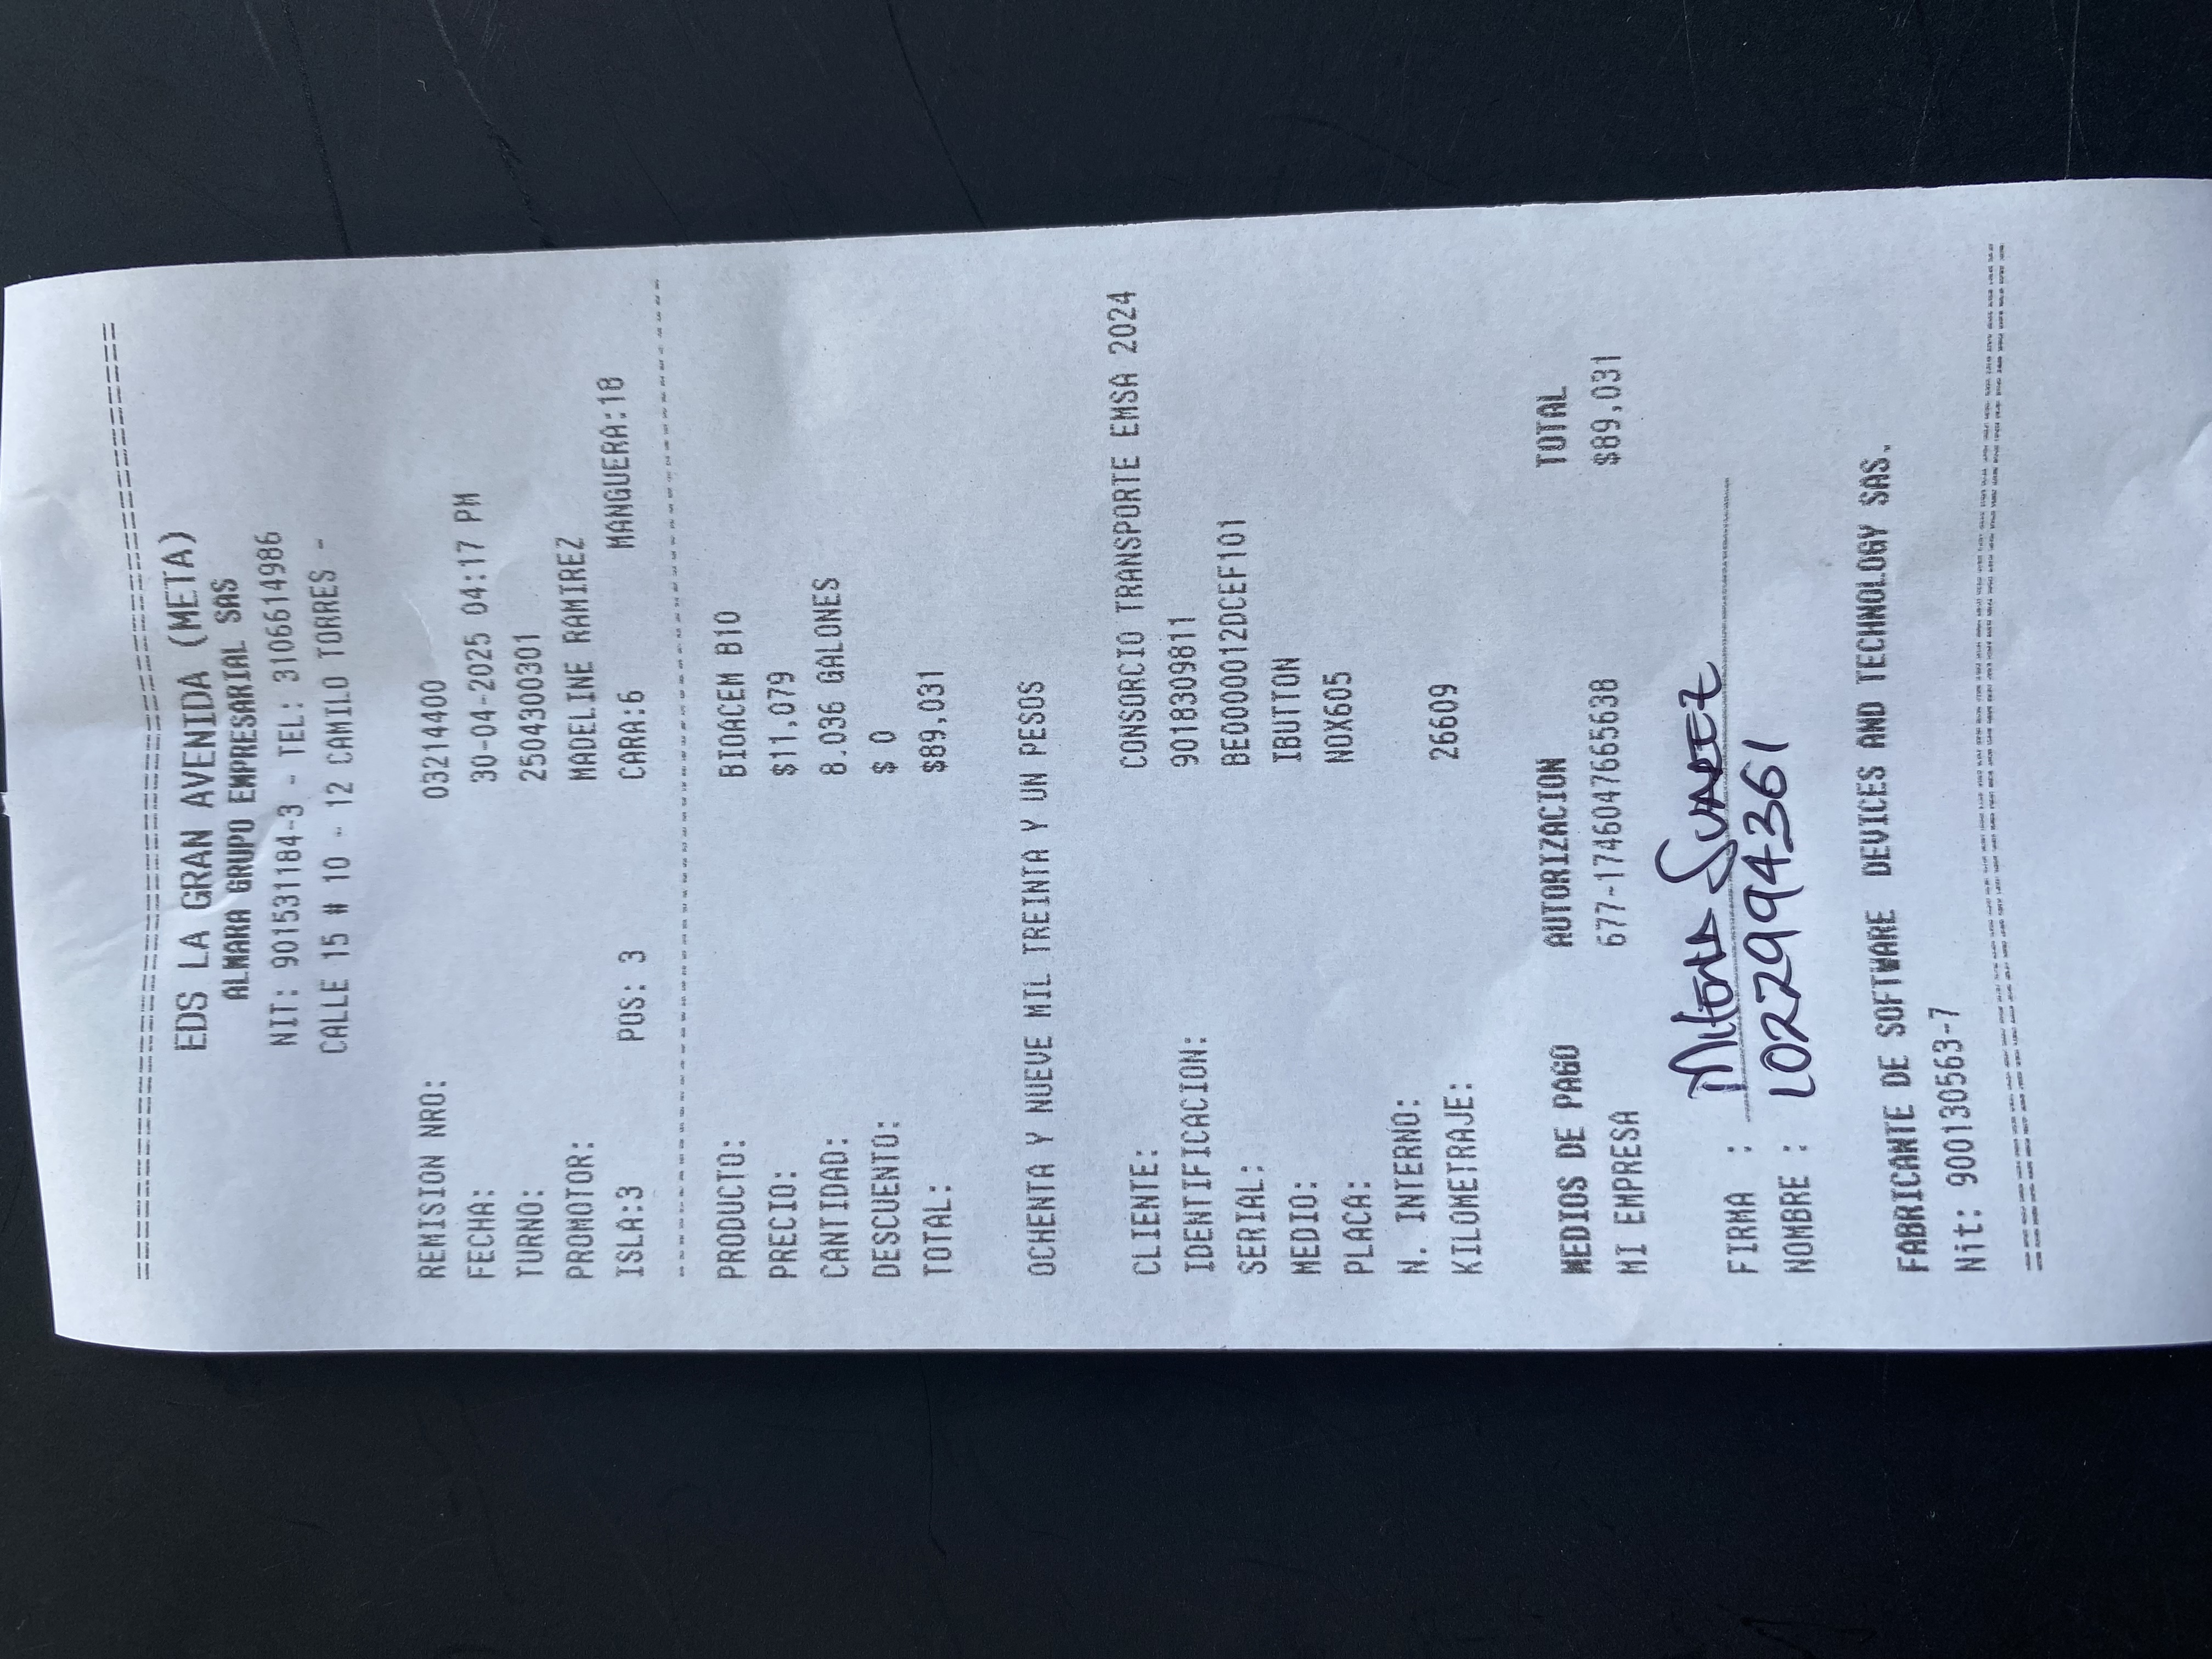 EDS LA GRAN AVENIDA (META)
ALMARA GRUPO EMPRESARIAL SAS
NIT: 901531184-3 - TEL: 3106614986
CALLE 15 # 10 - 12 CAMILO TORRES -
REMISION NRO: 03214400
FECHA: 30-04-2025 04:17 PM
TURNO: 2504300301
PROMOTOR: MADELINE RAMIREZ
ISLA:3 POS: 3 CARA:6 MANGUERA:18
PRODUCTO: BIOACEM B10
PRECIO: $11,079
CANTIDAD: 8.036 GALONES
DESCUENTO: $ 0
TOTAL: $89,031
OCHENTA Y NUEVE MIL TREINTA Y UN PESOS
CLIENTE: CONSORCIO TRANSPORTE EMSA 2024
IDENTIFICACION: 9018309811
SERIAL: BE0000012DCEF101
MEDIO: IBUTTON
PLACA: NOX605
N. INTERNO:
KILOMETRAJE: 26609
MEDIOS DE PAGO AUTORIZACION TOTAL
MI EMPRESA 677-1746047665638 $89,031
FIRMA : Milton Suarez
NOMBRE : 1022994361
FABRICANTE DE SOFTWARE DEVICES AND TECHNOLOGY SAS.
Nit: 900130563-7